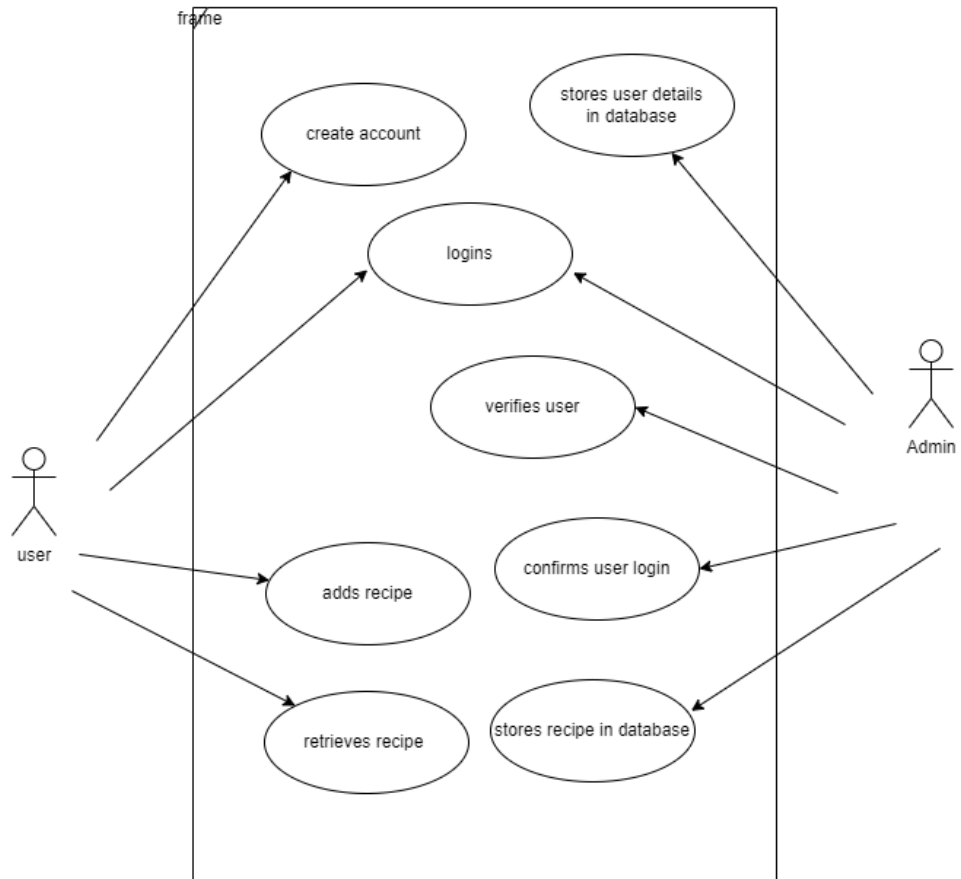 frame
stores user details
in database
create account
logins
verifies user
Admin
user
confirms user login
adds recipe
stores recipe in database
retrieves recipe